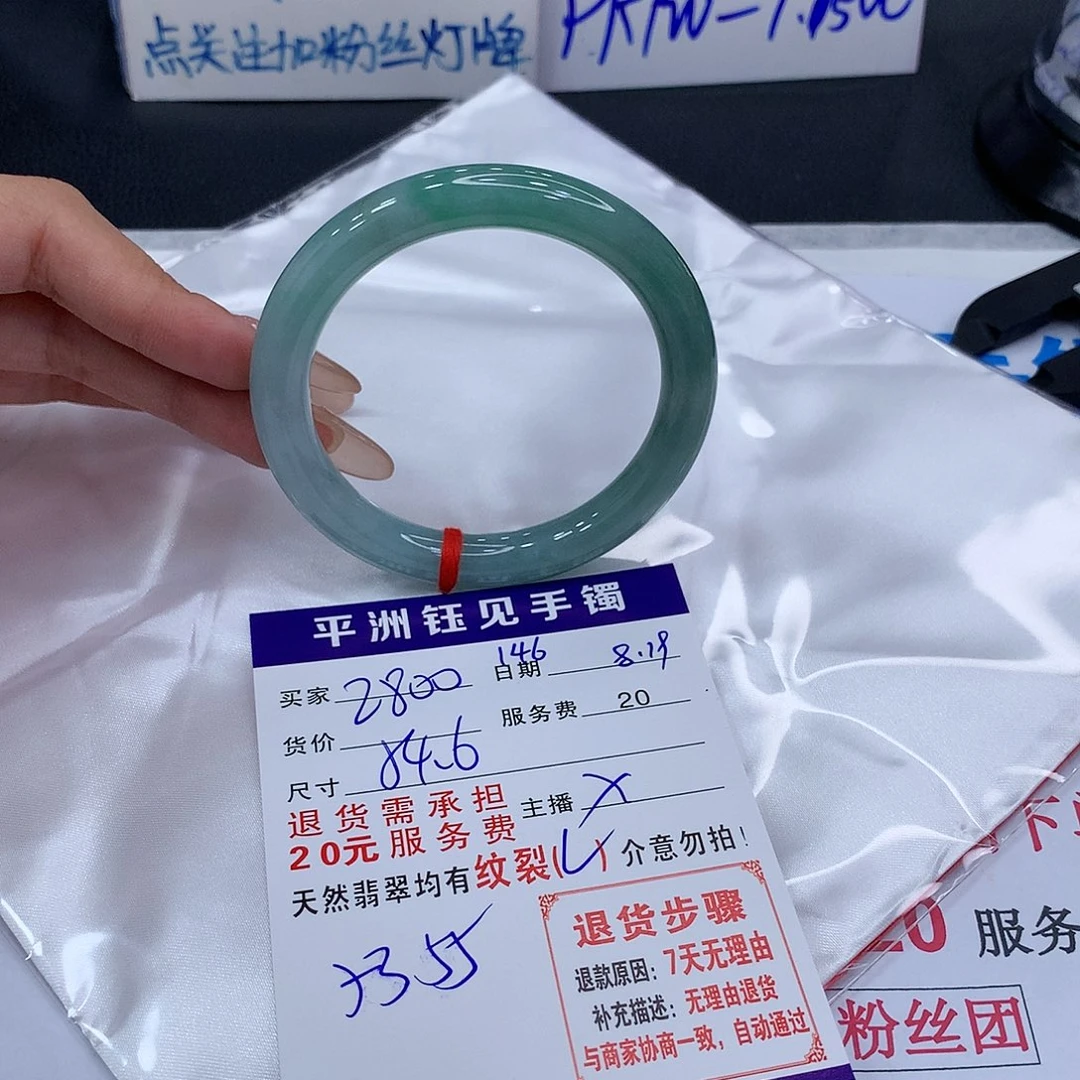 点关注加粉丝灯牌
平洲钰见手镯
买家 2800 146 日期 8.19
货价 服务费 20
尺寸 84.6
退货需承担 主播 X
20元服务费
天然翡翠均有纹裂( ) 介意勿拍!
退货步骤
退款原因: 7天无理由
补充描述: 无理由退货
与商家协商一致，自动通过
下
20 服务
粉丝团